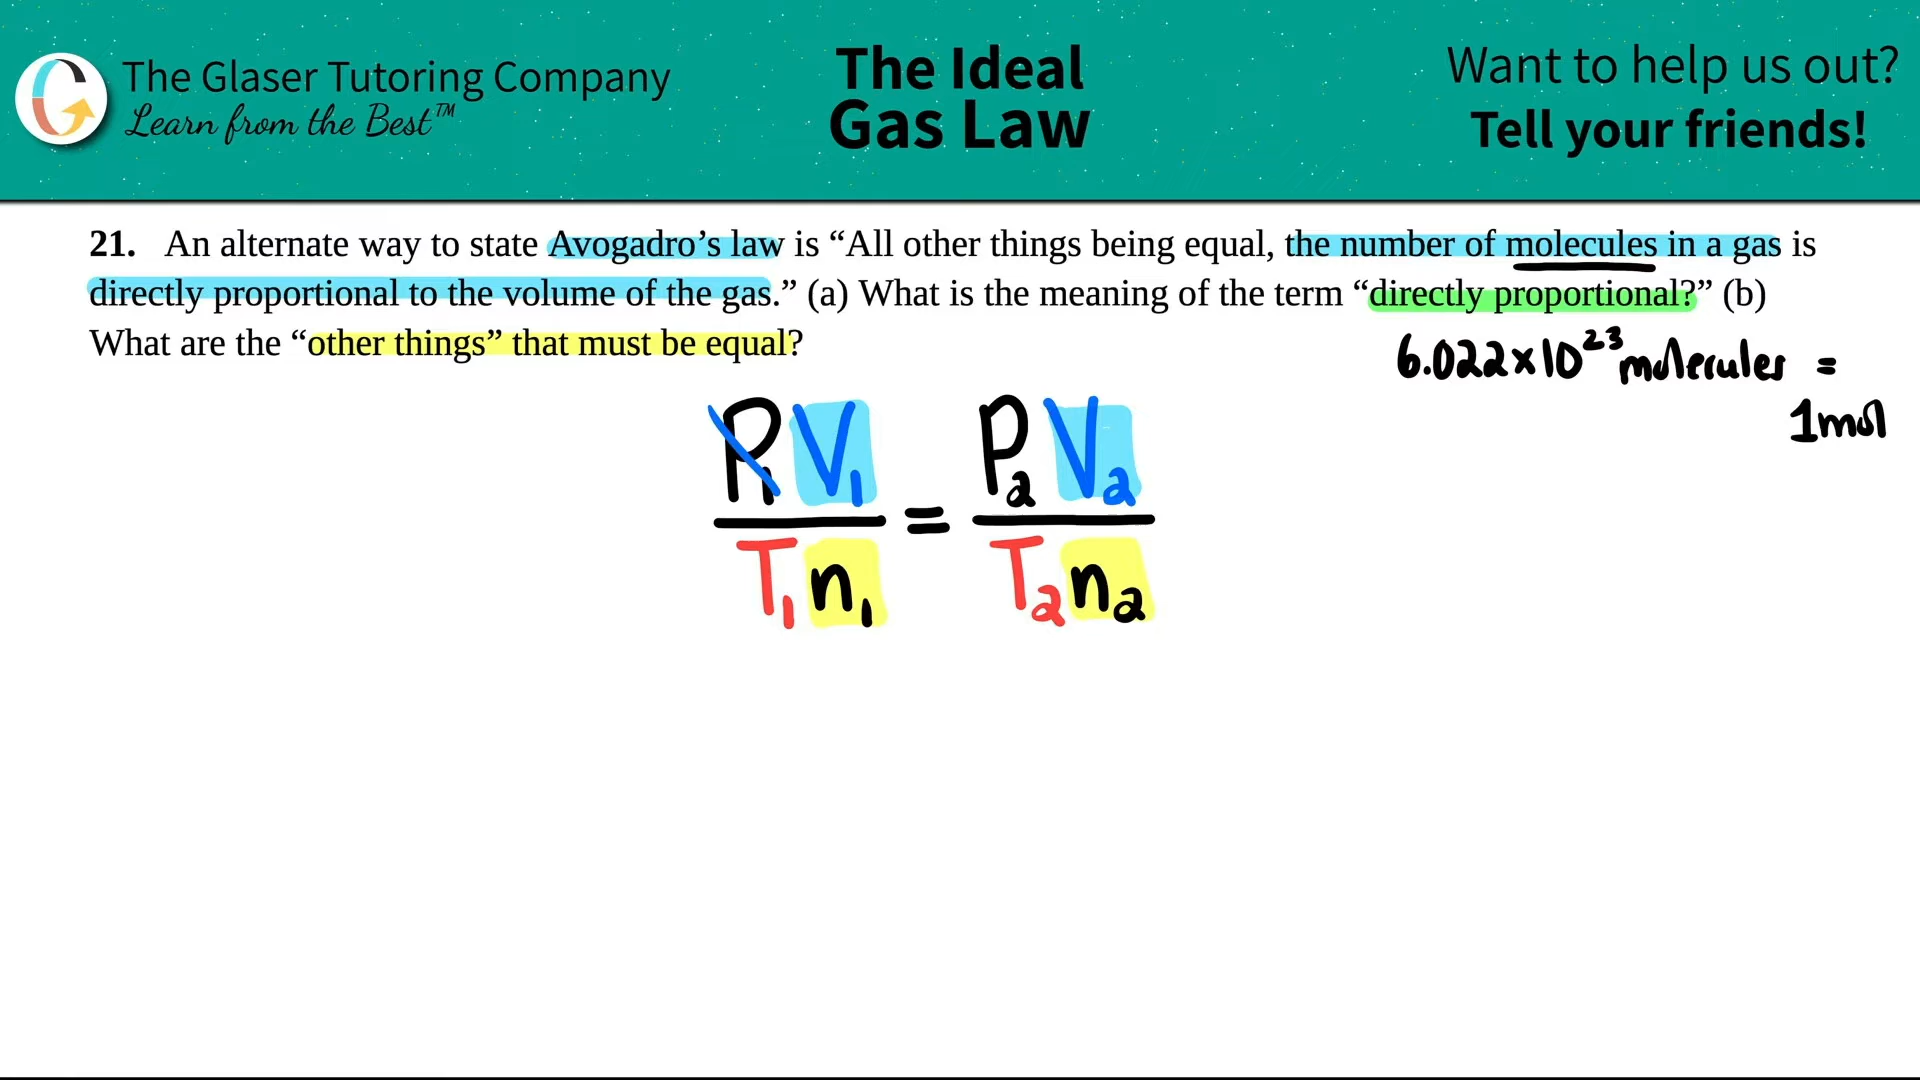 The Glaser Tutoring Company
Learn from the Best™
The Ideal
Gas Law
Want to help us out?
Tell your friends!
21. An alternate way to state Avogadro’s law is “All other things being equal, the number of molecules in a gas is
directly proportional to the volume of the gas.” (a) What is the meaning of the term “directly proportional?” (b)
What are the “other things” that must be equal?
6.022x10²³ molecules =
1mol
P₁V₁ = P₂V₂
T₁n₁ T₂n₂